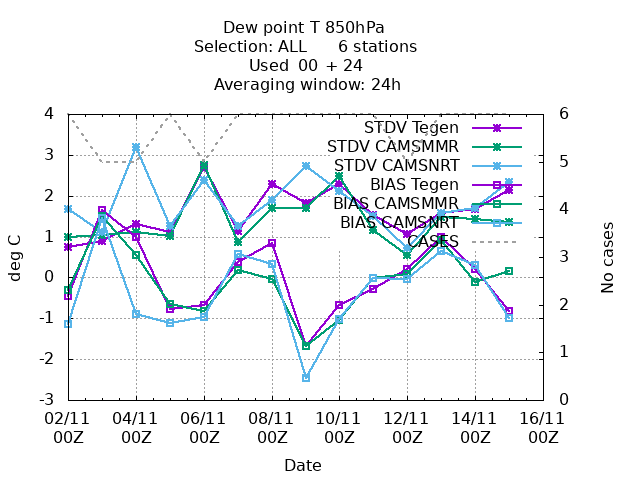 Dew point T 850hPa
Selection: ALL 6 stations
Used 00 + 24
Averaging window: 24h
4 6
STDV Tegen
STDV CAMSMMR
3 5
STDV CAMSNRT
BIAS Tegen
2 4
BIAS CAMSMMR
BIAS CAMSNRT
1 3
CASES
0
-1 2
-2 1
-3 0
deg C
No cases
02/11 04/11 06/11 08/11 10/11 12/11 14/11 16/11
00Z 00Z 00Z 00Z 00Z 00Z 00Z 00Z
Date